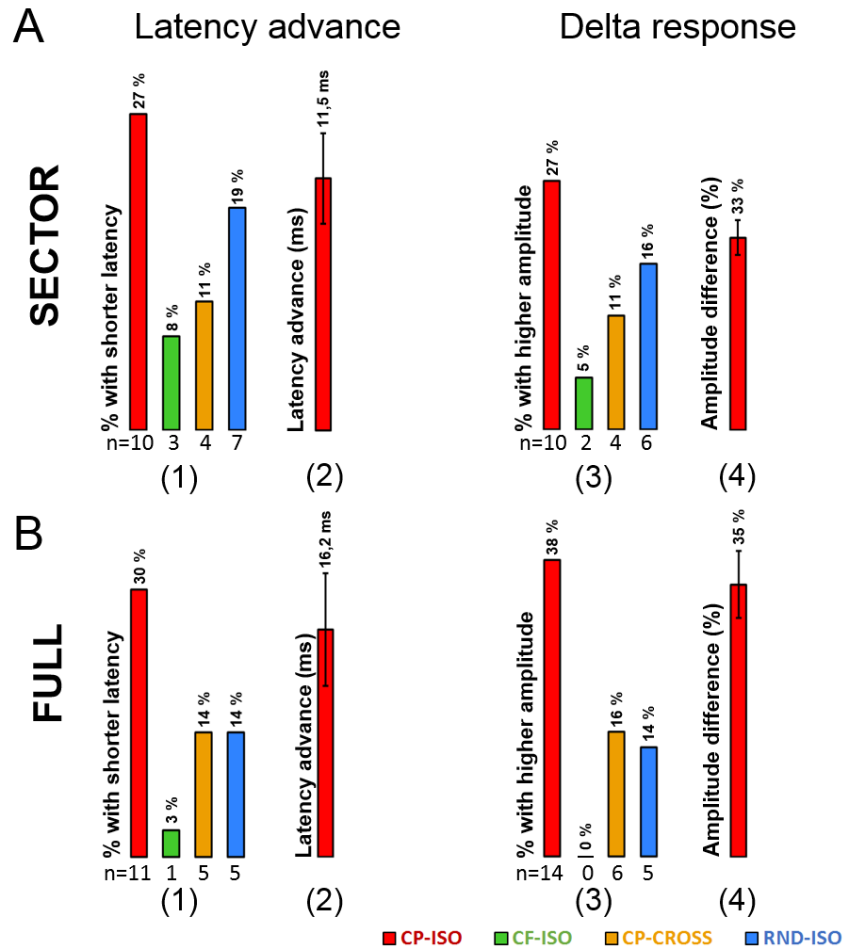 A
Latency advance
Delta response
SECTOR
% with shorter latency
27 %
8 %
11 %
19 %
n=10 3 4 7
(1)
Latency advance (ms)
11,5 ms
(2)
% with higher amplitude
27 %
5 %
11 %
16 %
n=10 2 4 6
(3)
Amplitude difference (%)
33 %
(4)
B
FULL
% with shorter latency
30 %
3 %
14 %
14 %
n=11 1 5 5
(1)
Latency advance (ms)
16,2 ms
(2)
% with higher amplitude
38 %
0 %
16 %
14 %
n=14 0 6 5
(3)
Amplitude difference (%)
35 %
(4)
CP-ISO CF-ISO CP-CROSS RND-ISO